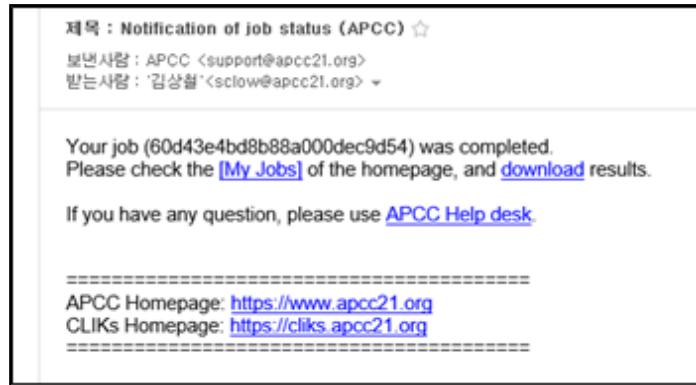 제목 : Notification of job status (APCC) ☆
보낸사람 : APCC <support@apcc21.org>
받는사람 : '김상철'<sclow@apcc21.org>
Your job (60d43e4bd8b88a000dec9d54) was completed.
Please check the [My Jobs] of the homepage, and download results.
If you have any question, please use APCC Help desk.
=========================================
APCC Homepage: https://www.apcc21.org
CLIKs Homepage: https://cliks.apcc21.org
=========================================